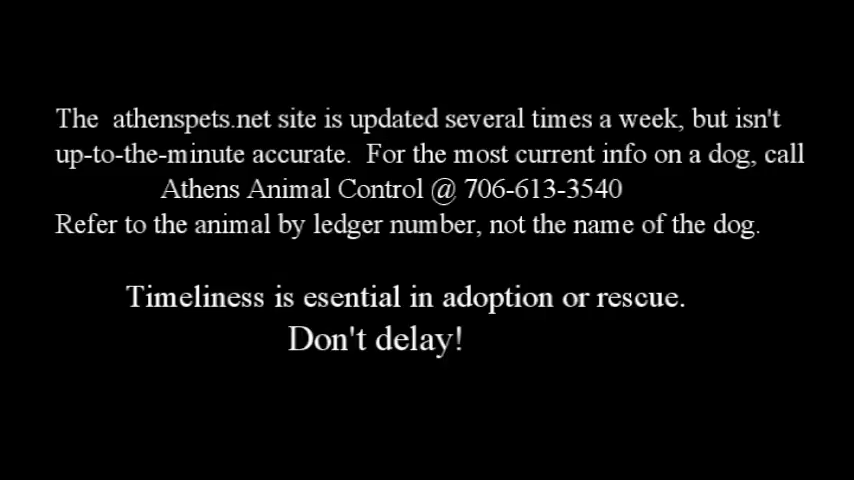 The  athenspets.net site is updated several times a week, but isn't
up-to-the-minute accurate.  For the most current info on a dog, call
Athens Animal Control @ 706-613-3540
Refer to the animal by ledger number, not the name of the dog.
Timeliness is esential in adoption or rescue.
Don't delay!